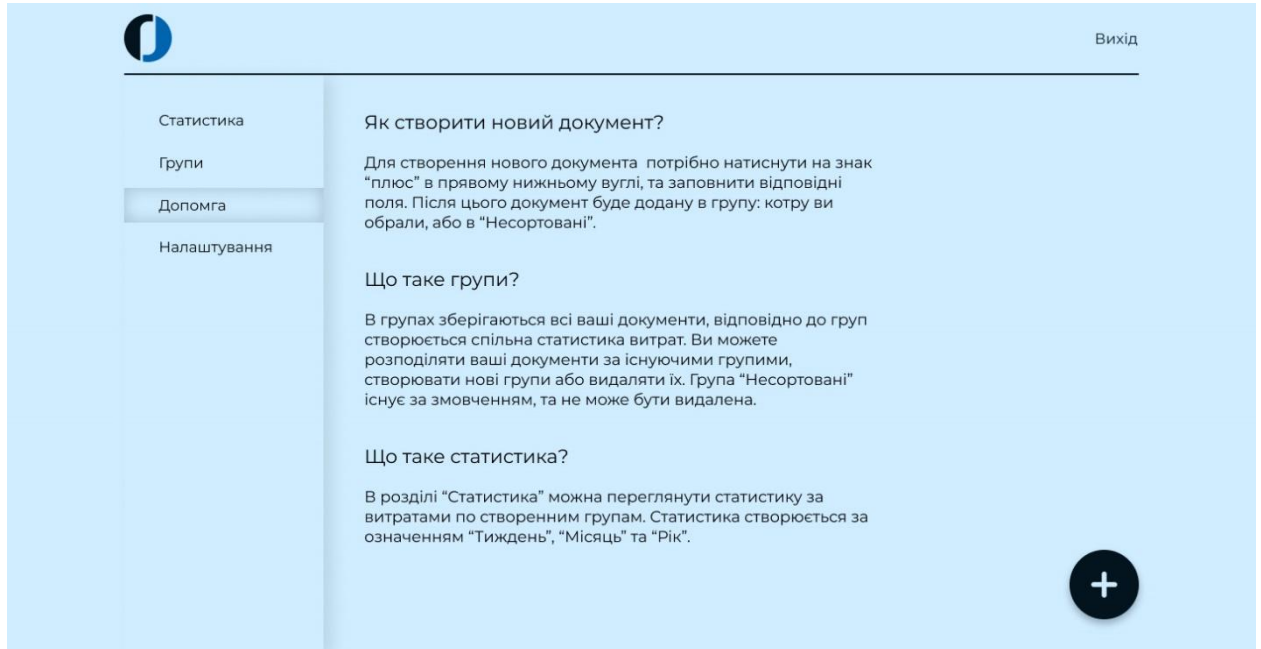 Вихід
Статистика
Групи
Допомга
Налаштування
Як створити новий документ?
Для створення нового документа потрібно натиснути на знак
“плюс” в прямому нижньому вуглі, та заповнити відповідні
поля. Після цього документ буде додану в групу: котру ви
обрали, або в “Несортовані”.
Що таке групи?
В групах зберігаються всі ваші документи, відповідно до груп
створюється спільна статистика витрат. Ви можете
розподіляти ваші документи за існуючими групими,
створювати нові групи або видаляти їх. Група “Несортовані”
існує за змовченням, та не може бути видалена.
Що таке статистика?
В розділі “Статистика” можна переглянути статистику за
витратами по створенним групам. Статистика створюється за
означенням “Тиждень”, “Місяць” та “Рік”.